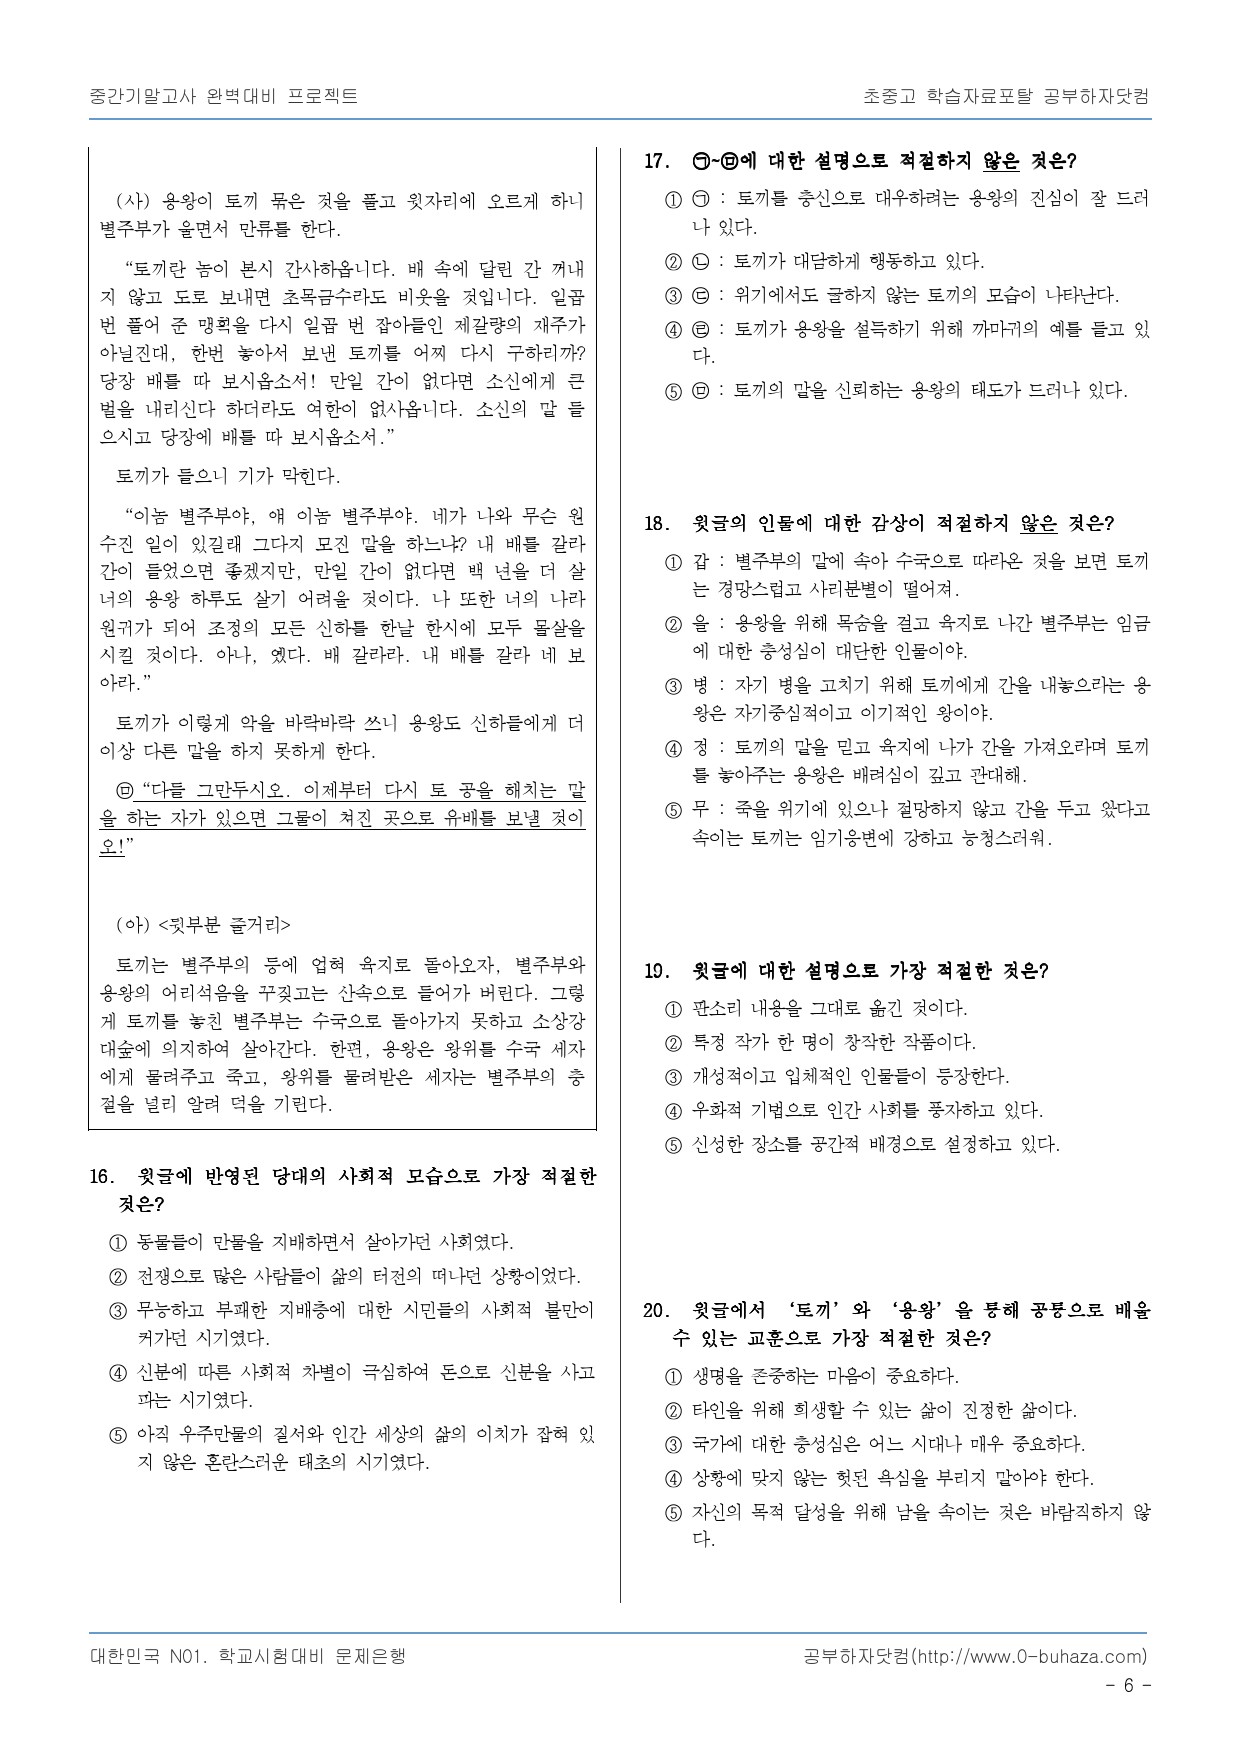 중간기말고사 완벽대비 프로젝트
초중고 학습자료포탈 공부하자닷컴
(사) 용왕이 토끼 묶은 것을 풀고 윗자리에 오르게 하니
별주부가 울면서 만류를 한다.
“토끼란 놈이 본시 간사하옵니다. 배 속에 달린 간 꺼내
지 않고 도로 보내면 초목금수라도 비웃을 것입니다. 일곱
번 풀어 준 맹획을 다시 일곱 번 잡아들인 제갈량의 재주가
아닐진대, 한번 놓아서 보낸 토끼를 어찌 다시 구하리까?
당장 배를 따 보시옵소서! 만일 간이 없다면 소신에게 큰
벌을 내리신다 하더라도 여한이 없사옵니다. 소신의 말 들
으시고 당장에 배를 따 보시옵소서.”
토끼가 들으니 기가 막힌다.
“이놈 별주부야, 얘 이놈 별주부야. 네가 나와 무슨 원
수진 일이 있길래 그다지 모진 말을 하느냐? 내 배를 갈라
간이 들었으면 좋겠지만, 만일 간이 없다면 백 년을 더 살
너의 용왕 하루도 살기 어려울 것이다. 나 또한 너의 나라
원귀가 되어 조정의 모든 신하를 한날 한시에 모두 몰살을
시킬 것이다. 아나, 옜다. 배 갈라라. 내 배를 갈라 네 보
아라.”
토끼가 이렇게 악을 바락바락 쓰니 용왕도 신하들에게 더
이상 다른 말을 하지 못하게 한다.
㉤ “다들 그만두시오. 이제부터 다시 토 공을 해치는 말
을 하는 자가 있으면 그물이 쳐진 곳으로 유배를 보낼 것이
오!”
(아) <뒷부분 줄거리>
토끼는 별주부의 등에 업혀 육지로 돌아오자, 별주부와
용왕의 어리석음을 꾸짖고는 산속으로 들어가 버린다. 그렇
게 토끼를 놓친 별주부는 수국으로 돌아가지 못하고 소상강
대숲에 의지하여 살아간다. 한편, 용왕은 왕위를 수국 세자
에게 물려주고 죽고, 왕위를 물려받은 세자는 별주부의 충
절을 널리 알려 덕을 기린다.
16. 윗글에 반영된 당대의 사회적 모습으로 가장 적절한
것은?
① 동물들이 만물을 지배하면서 살아가던 사회였다.
② 전쟁으로 많은 사람들이 삶의 터전의 떠나던 상황이었다.
③ 무능하고 부패한 지배층에 대한 시민들의 사회적 불만이
커가던 시기였다.
④ 신분에 따른 사회적 차별이 극심하여 돈으로 신분을 사고
파는 시기였다.
⑤ 아직 우주만물의 질서와 인간 세상의 삶의 이치가 잡혀 있
지 않은 혼란스러운 태초의 시기였다.
17. ㉠~㉤에 대한 설명으로 적절하지 않은 것은?
① ㉠ : 토끼를 충신으로 대우하려는 용왕의 진심이 잘 드러
나 있다.
② ㉡ : 토끼가 대담하게 행동하고 있다.
③ ㉢ : 위기에서도 굴하지 않는 토끼의 모습이 나타난다.
④ ㉣ : 토끼가 용왕을 설득하기 위해 까마귀의 예를 들고 있
다.
⑤ ㉤ : 토끼의 말을 신뢰하는 용왕의 태도가 드러나 있다.
18. 윗글의 인물에 대한 감상이 적절하지 않은 것은?
① 갑 : 별주부의 말에 속아 수국으로 따라온 것을 보면 토끼
는 경망스럽고 사리분별이 떨어져.
② 을 : 용왕을 위해 목숨을 걸고 육지로 나간 별주부는 임금
에 대한 충성심이 대단한 인물이야.
③ 병 : 자기 병을 고치기 위해 토끼에게 간을 내놓으라는 용
왕은 자기중심적이고 이기적인 왕이야.
④ 정 : 토끼의 말을 믿고 육지에 나가 간을 가져오라며 토끼
를 놓아주는 용왕은 배려심이 깊고 관대해.
⑤ 무 : 죽을 위기에 있으나 절망하지 않고 간을 두고 왔다고
속이는 토끼는 임기응변에 강하고 능청스러워.
19. 윗글에 대한 설명으로 가장 적절한 것은?
① 판소리 내용을 그대로 옮긴 것이다.
② 특정 작가 한 명이 창작한 작품이다.
③ 개성적이고 입체적인 인물들이 등장한다.
④ 우화적 기법으로 인간 사회를 풍자하고 있다.
⑤ 신성한 장소를 공간적 배경으로 설정하고 있다.
20. 윗글에서 ‘토끼’와 ‘용왕’을 통해 공통으로 배울
수 있는 교훈으로 가장 적절한 것은?
① 생명을 존중하는 마음이 중요하다.
② 타인을 위해 희생할 수 있는 삶이 진정한 삶이다.
③ 국가에 대한 충성심은 어느 시대나 매우 중요하다.
④ 상황에 맞지 않는 헛된 욕심을 부리지 말아야 한다.
⑤ 자신의 목적 달성을 위해 남을 속이는 것은 바람직하지 않
다.
대한민국 N01. 학교시험대비 문제은행
공부하자닷컴(http://www.0-buhaza.com)
- 6 -